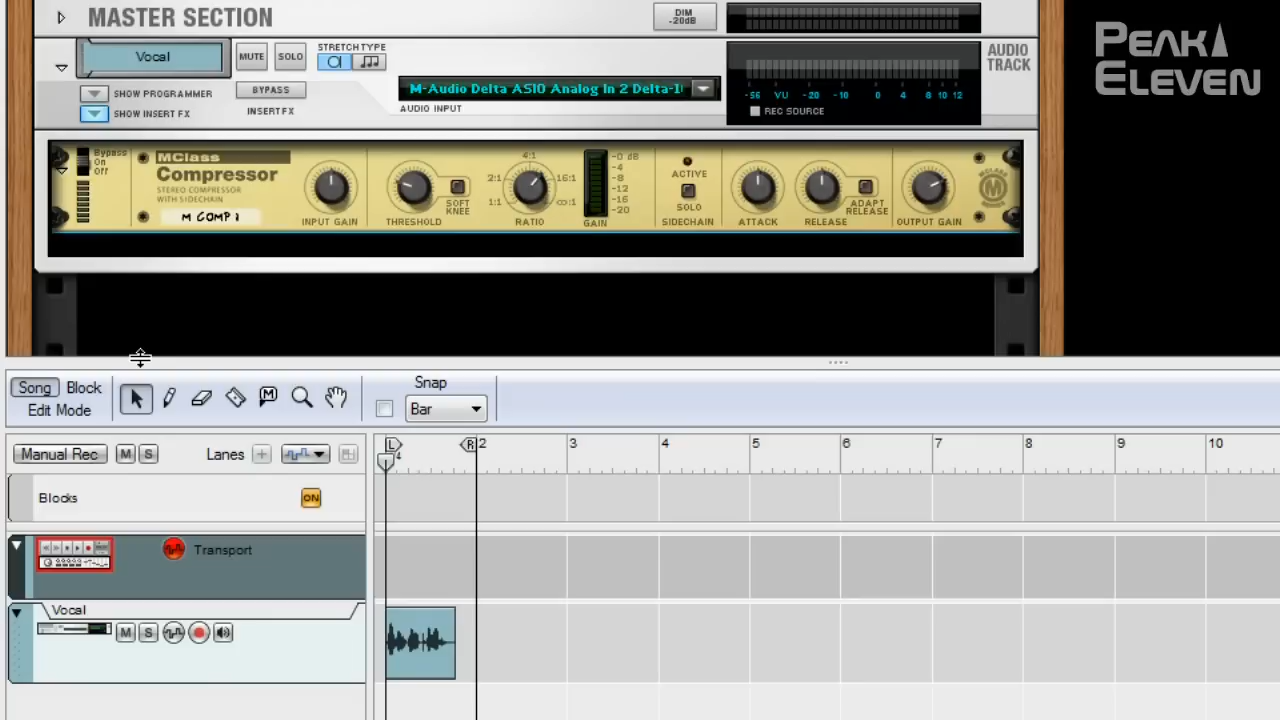 MASTER SECTION
DIM
-20dB
PEAK
ELEVEN
Vocal
MUTE
SOLO
STRETCH TYPE
AUDIO
TRACK
SHOW PROGRAMMER
BYPASS
M-Audio Delta AS10 Analog In 2 Delta-1
-56 VU -20 -10 0 4 8 10 12
SHOW INSERT FX
INSERT FX
AUDIO INPUT
REC SOURCE
Bypass
On
Off
MClass
Compressor
STEREO COMPRESSOR
WITH SIDECHAIN
M COMP 1
INPUT GAIN
THRESHOLD
SOFT
KNEE
4:1
2:1
16:1
1:1
∞:1
RATIO
-0 dB
-4
-8
-12
-16
-20
GAIN
ACTIVE
SOLO
SIDECHAIN
ATTACK
RELEASE
ADAPT
RELEASE
OUTPUT GAIN
M
Song Block
Edit Mode
M
Snap
Bar
Manual Rec M S Lanes +
L R 2 3 4 5 6 7 8 9 10
4
Blocks ON
Transport
Vocal
M S